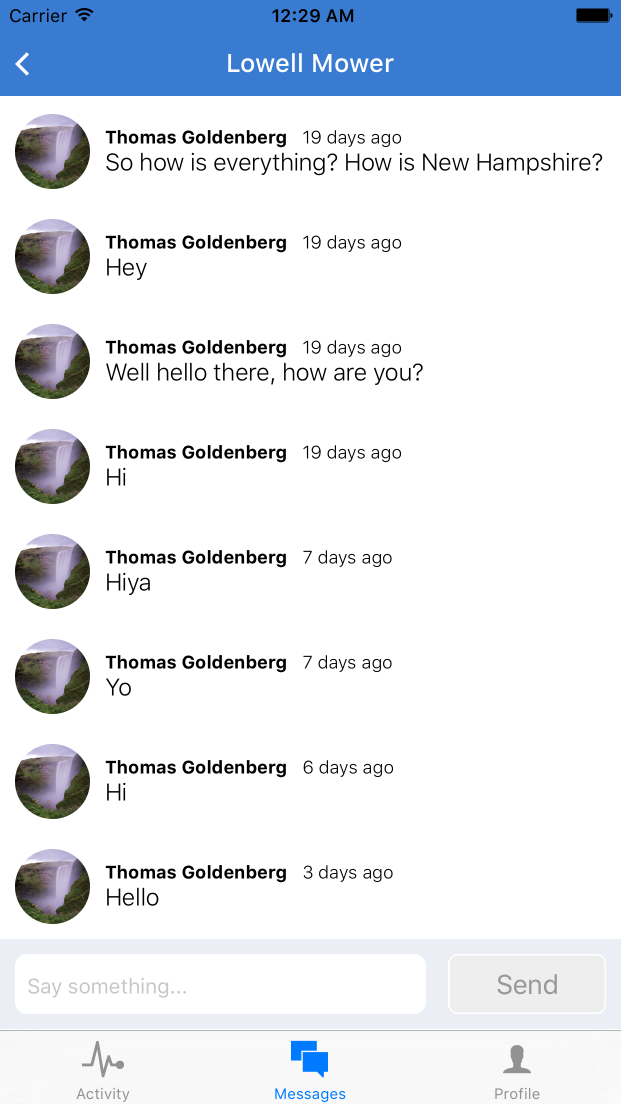 Carrier 12:29 AM
Lowell Mower
Thomas Goldenberg 19 days ago
So how is everything? How is New Hampshire?
Thomas Goldenberg 19 days ago
Hey
Thomas Goldenberg 19 days ago
Well hello there, how are you?
Thomas Goldenberg 19 days ago
Hi
Thomas Goldenberg 7 days ago
Hiya
Thomas Goldenberg 7 days ago
Yo
Thomas Goldenberg 6 days ago
Hi
Thomas Goldenberg 3 days ago
Hello
Say something... Send
Activity Messages Profile